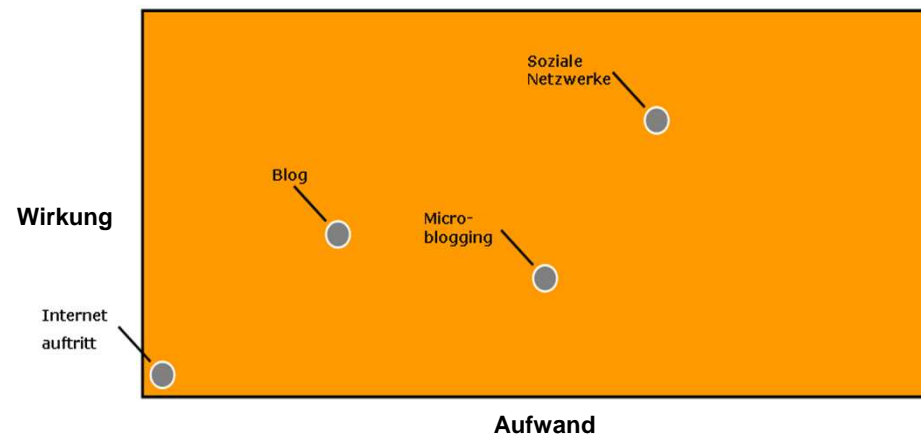 Soziale
Netzwerke
Blog
Micro-
blogging
Wirkung
Internet
auftritt
Aufwand